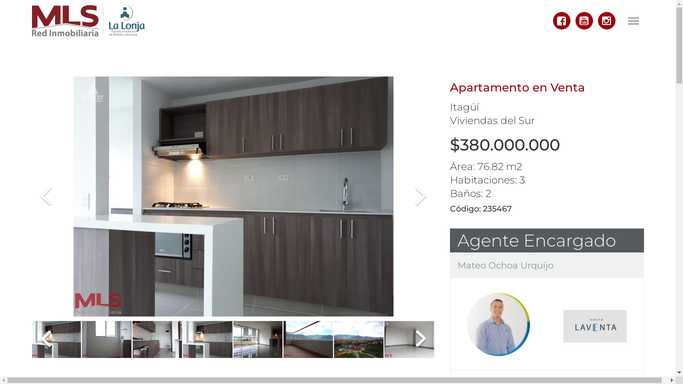 MLS
Red Inmobiliaria
La Lonja
Apartamento en Venta
Itagüí
Viviendas del Sur
$380.000.000
Área: 76.82 m2
Habitaciones: 3
Baños: 2
Código: 235467
MLS
Agente Encargado
Mateo Ochoa Urquijo
GRUPO
LAVENTA